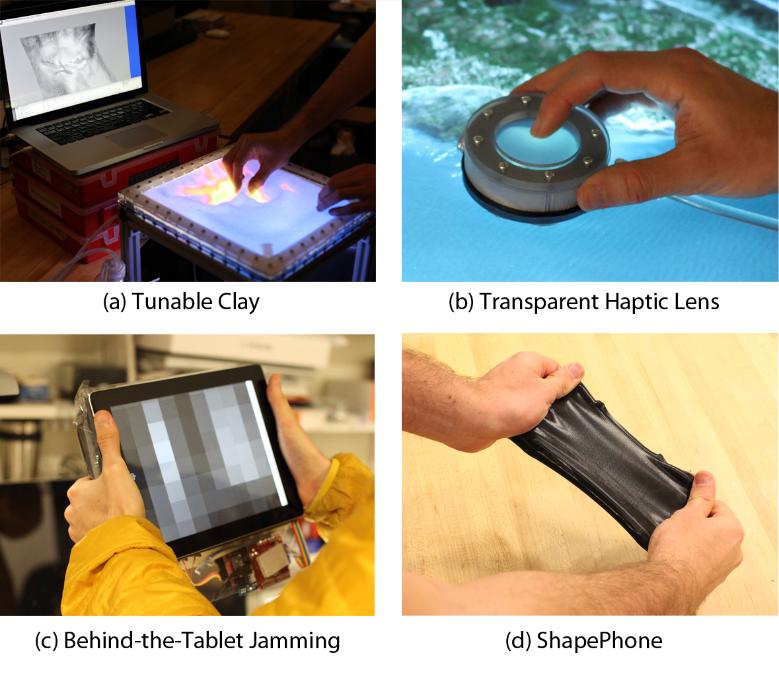 (a) Tunable Clay
(b) Transparent Haptic Lens
(c) Behind-the-Tablet Jamming
(d) ShapePhone